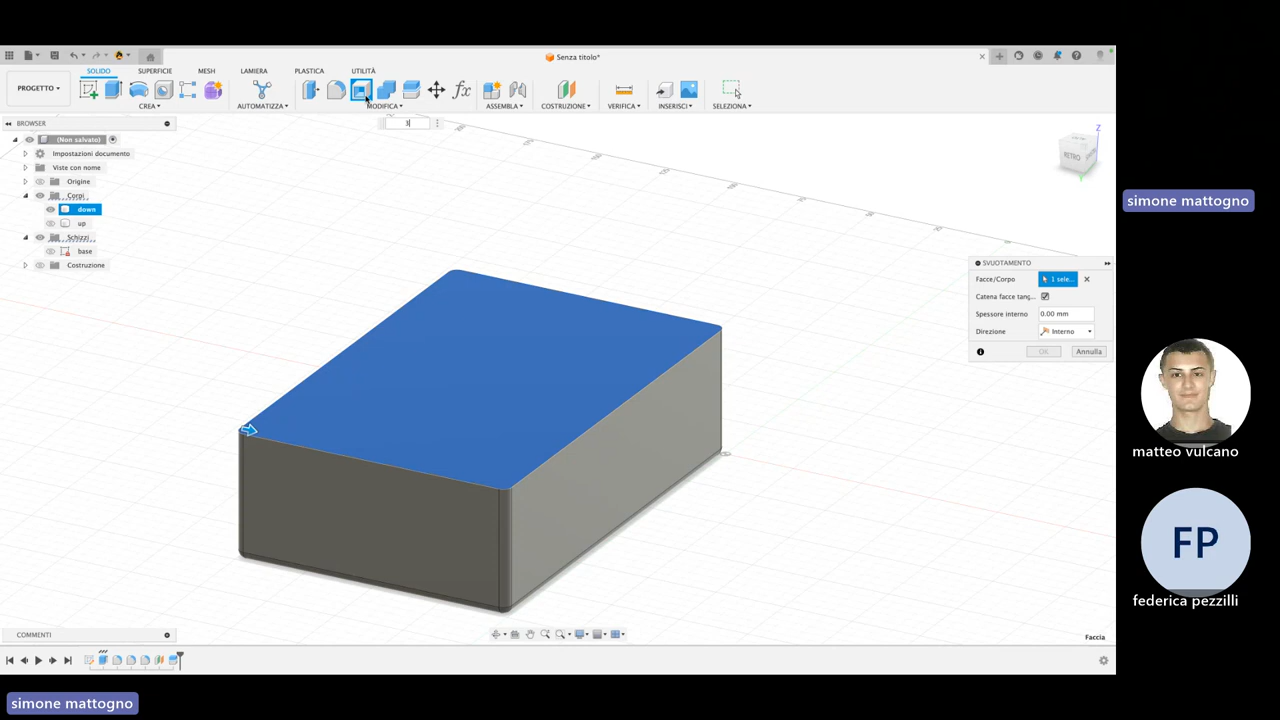 Senza titolo*
SOLIDO SUPERFICIE MESH LAMIERA PLASTICA UTILITÀ
PROGETTO
CREA AUTOMATIZZA MODIFICA ASSEMBLA COSTRUZIONE VERIFICA INSERISCI SELEZIONA
BROWSER
3
(Non salvato)
Impostazioni documento
Viste con nome
Origine
Corpi
down
up
Schizzi
base
Costruzione
Z
RETRO
SVUOTAMENTO
Facce/Corpo 1 sele...
Catena facce tang...
Spessore interno 0.00 mm
Direzione Interno
OK Annulla
COMMENTI
Faccia
simone mattogno
matteo vulcano
FP
federica pezzilli
simone mattogno